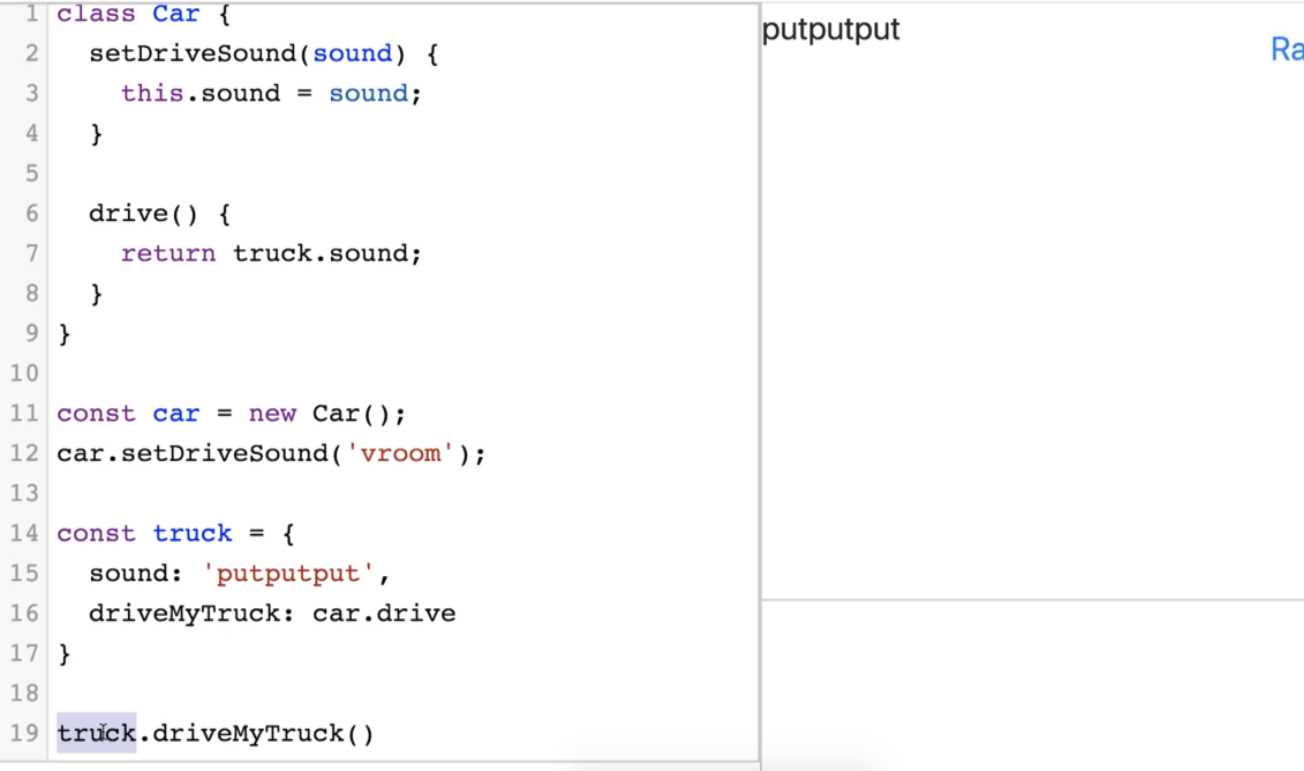 1 class Car {
2 setDriveSound(sound) {
3 this.sound = sound;
4 }
5
6 drive() {
7 return truck.sound;
8 }
9 }
10
11 const car = new Car();
12 car.setDriveSound('vroom');
13
14 const truck = {
15 sound: 'putputput',
16 driveMyTruck: car.drive
17 }
18
19 truck.driveMyTruck()
putputput
Ra